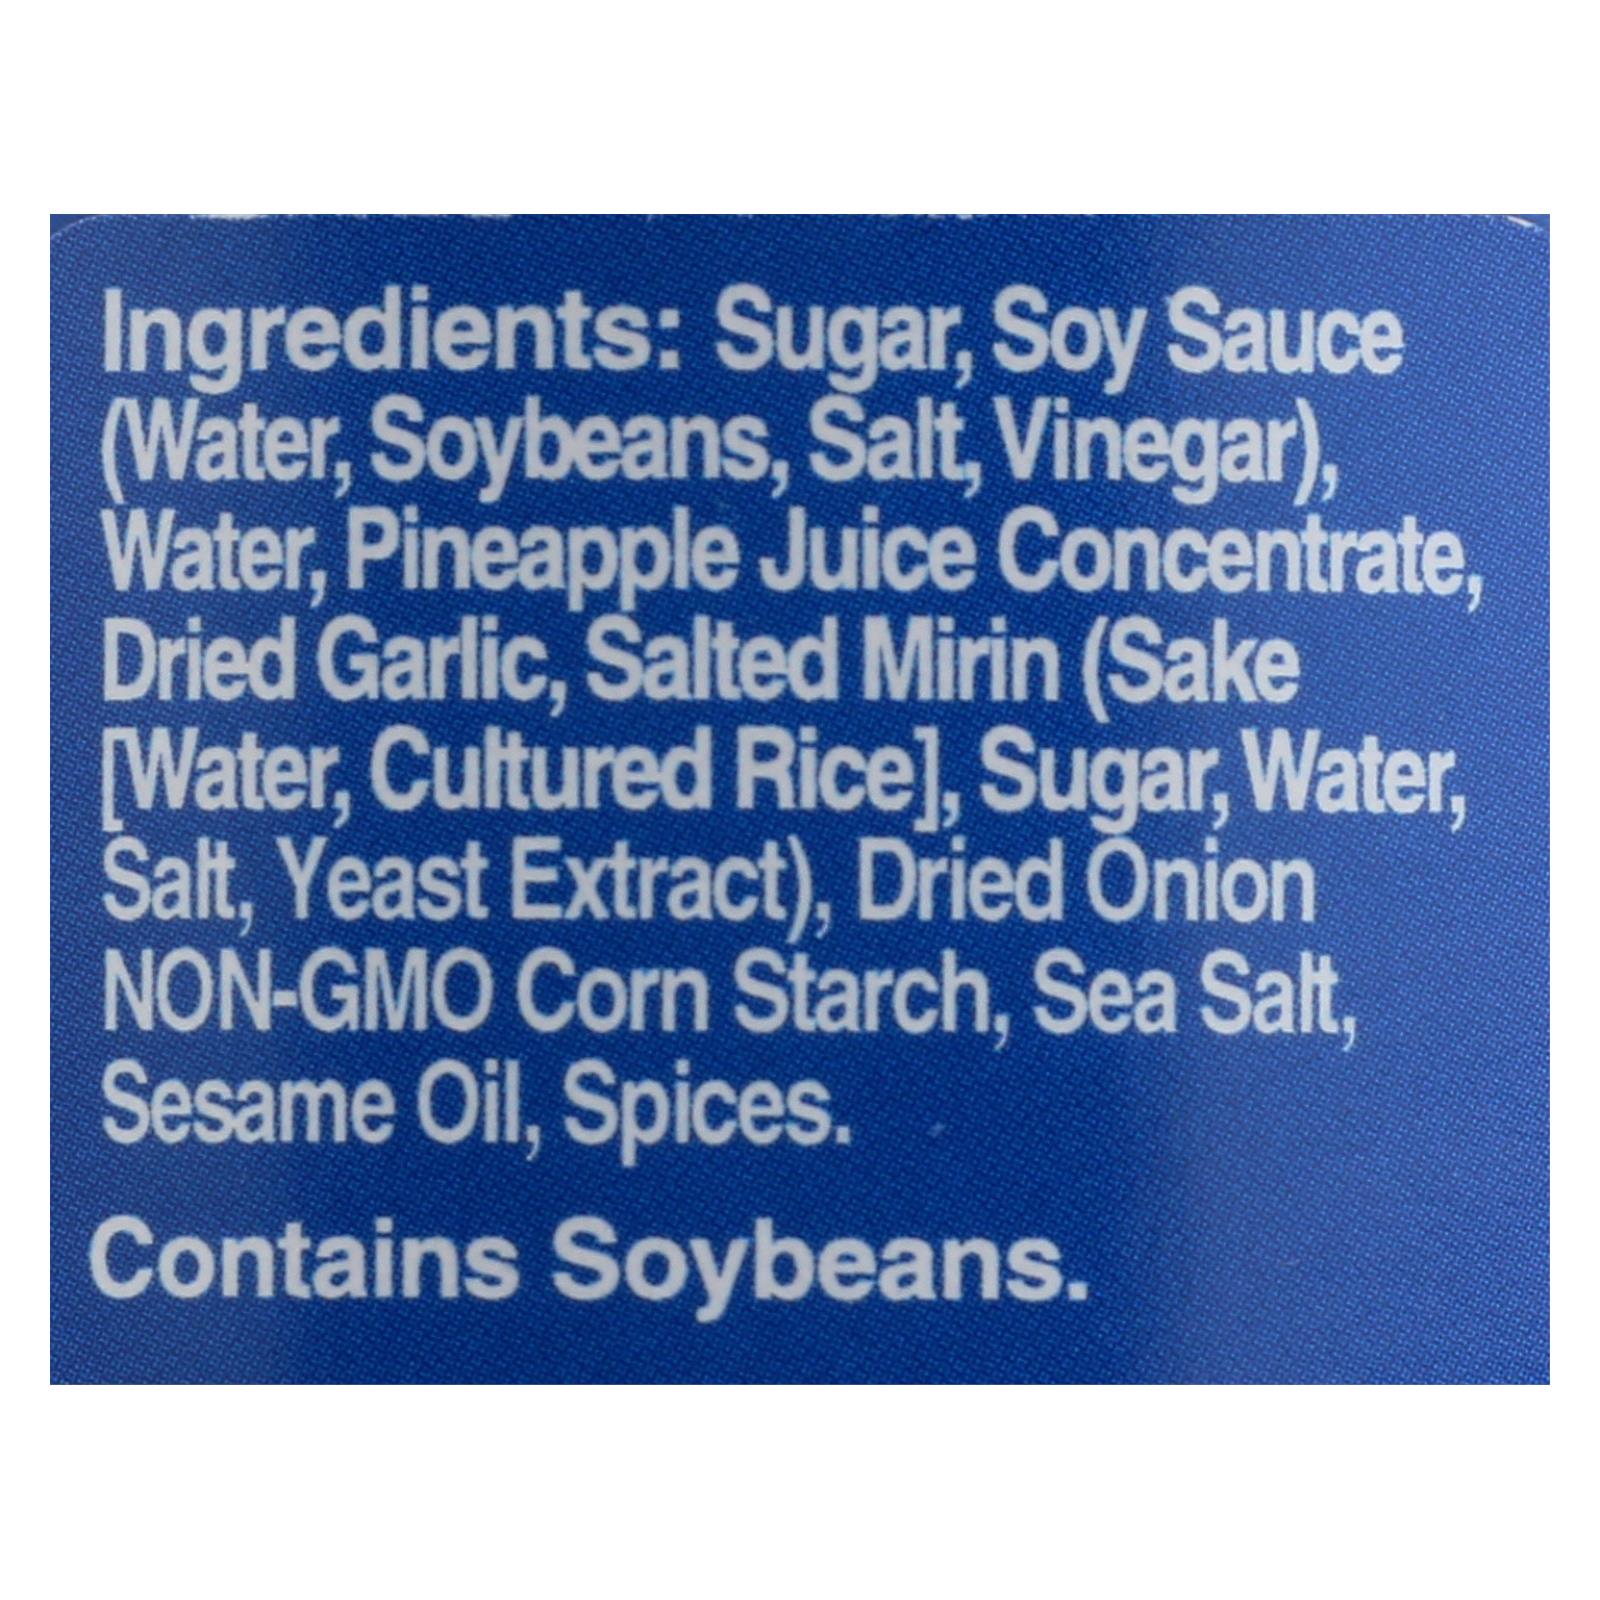 Ingredients: Sugar, Soy Sauce
(Water, Soybeans, Salt, Vinegar),
Water, Pineapple Juice Concentrate,
Dried Garlic, Salted Mirin (Sake
[Water, Cultured Rice], Sugar, Water,
Salt, Yeast Extract), Dried Onion
NON-GMO Corn Starch, Sea Salt,
Sesame Oil, Spices.
Contains Soybeans.